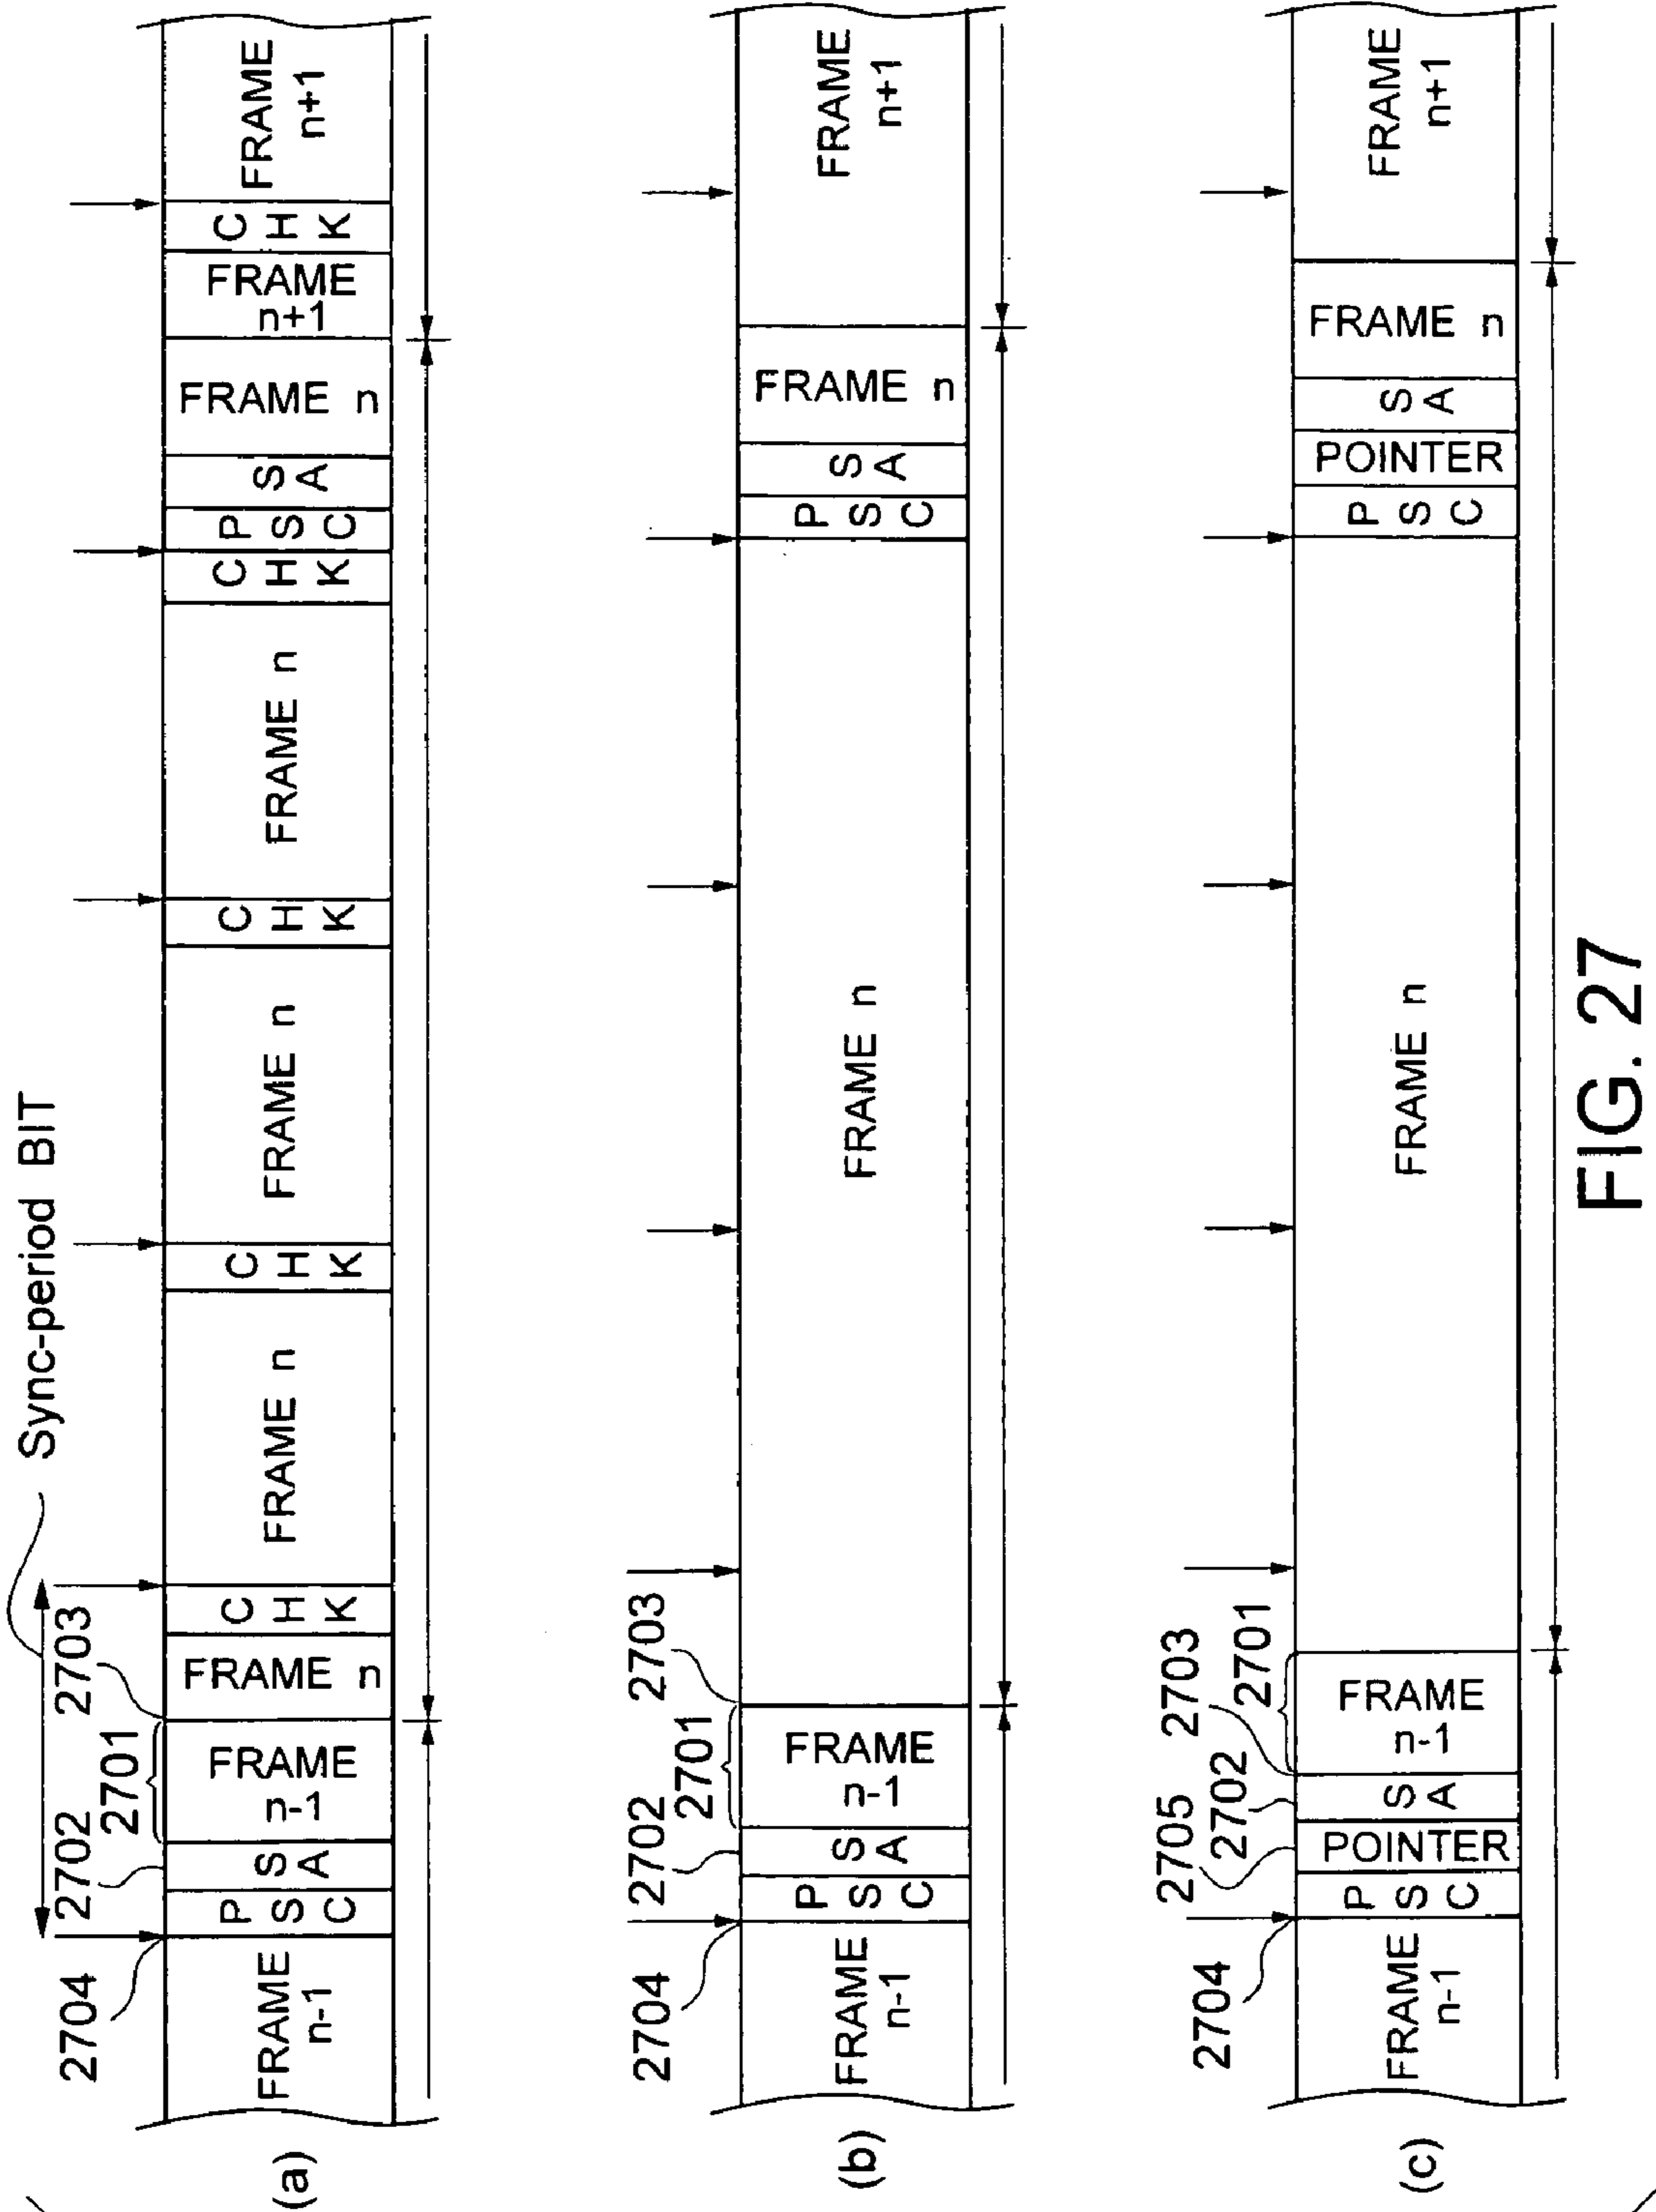 Sync-period BIT
2704
2702
2701
2703
(a)
FRAME
n-1
PSC
SA
FRAME
n-1
FRAME n
CHK
FRAME n
CHK
FRAME n
CHK
FRAME n
CHK
PSC
SA
FRAME n
FRAME
n+1
CHK
FRAME
n+1
2704
2702
2701
2703
(b)
FRAME
n-1
PSC
SA
FRAME
n-1
FRAME n
PSC
SA
FRAME n
FRAME
n+1
2704
2705
2702
2703
2701
(c)
FRAME
n-1
PSC
POINTER
SA
FRAME
n-1
FRAME n
PSC
POINTER
SA
FRAME n
FRAME
n+1
FIG. 27